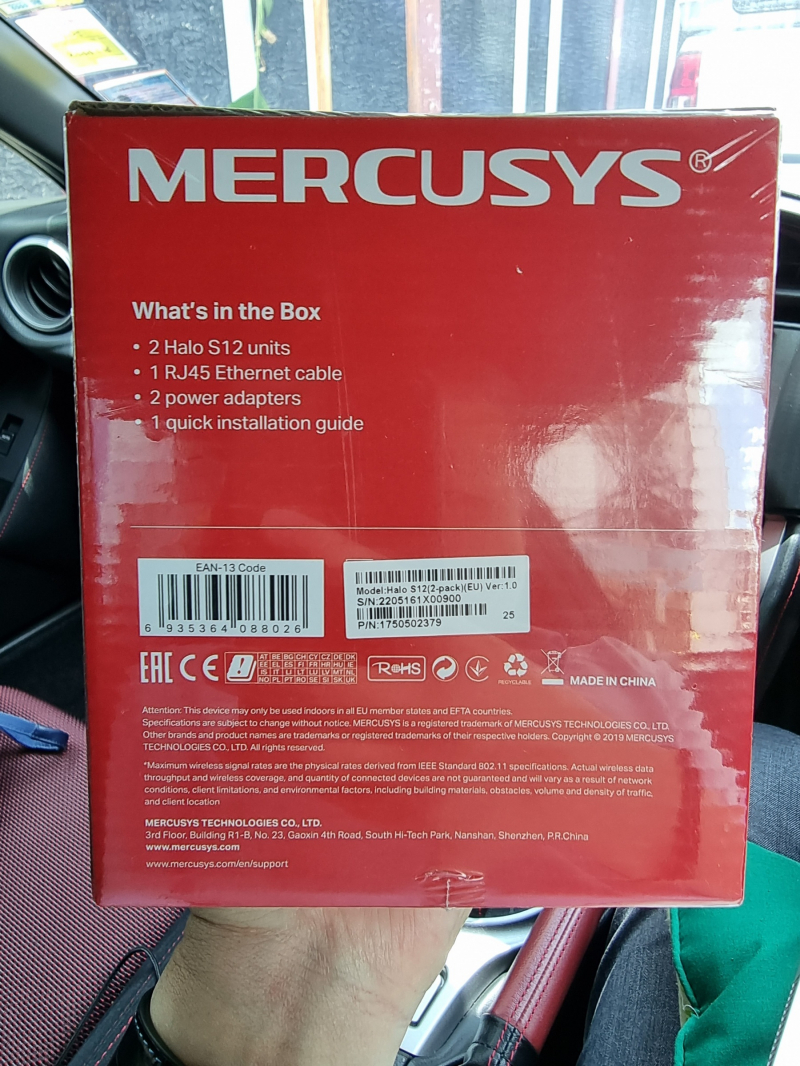 MERCUSYS®
What's in the Box
• 2 Halo S12 units
• 1 RJ45 Ethernet cable
• 2 power adapters
• 1 quick installation guide
EAN-13 Code
6 935364 088026
Model:Halo S12(2-pack)(EU) Ver:1.0
S/N:2205161X00900
25
P/N:1750502379
EAC CE
AT BE BG CH CY CZ DE DK
EE EL ES FI FR HR HU IE
IS IT LI LT LU LV MT NL
NO PL PT RO SE SI SK UK
RoHS
RECYCLABLE
MADE IN CHINA
Attention: This device may only be used indoors in all EU member states and EFTA countries.
Specifications are subject to change without notice. MERCUSYS is a registered trademark of MERCUSYS TECHNOLOGIES CO., LTD.
Other brands and product names are trademarks or registered trademarks of their respective holders. Copyright © 2019 MERCUSYS
TECHNOLOGIES CO., LTD. All rights reserved.
*Maximum wireless signal rates are the physical rates derived from IEEE Standard 802.11 specifications. Actual wireless data
throughput and wireless coverage, and quantity of connected devices are not guaranteed and will vary as a result of network
conditions, client limitations, and environmental factors, including building materials, obstacles, volume and density of traffic,
and client location
MERCUSYS TECHNOLOGIES CO., LTD.
3rd Floor, Building R1-B, No. 23, Gaoxin 4th Road, South Hi-Tech Park, Nanshan, Shenzhen, P.R.China
www.mercusys.com
www.mercusys.com/en/support